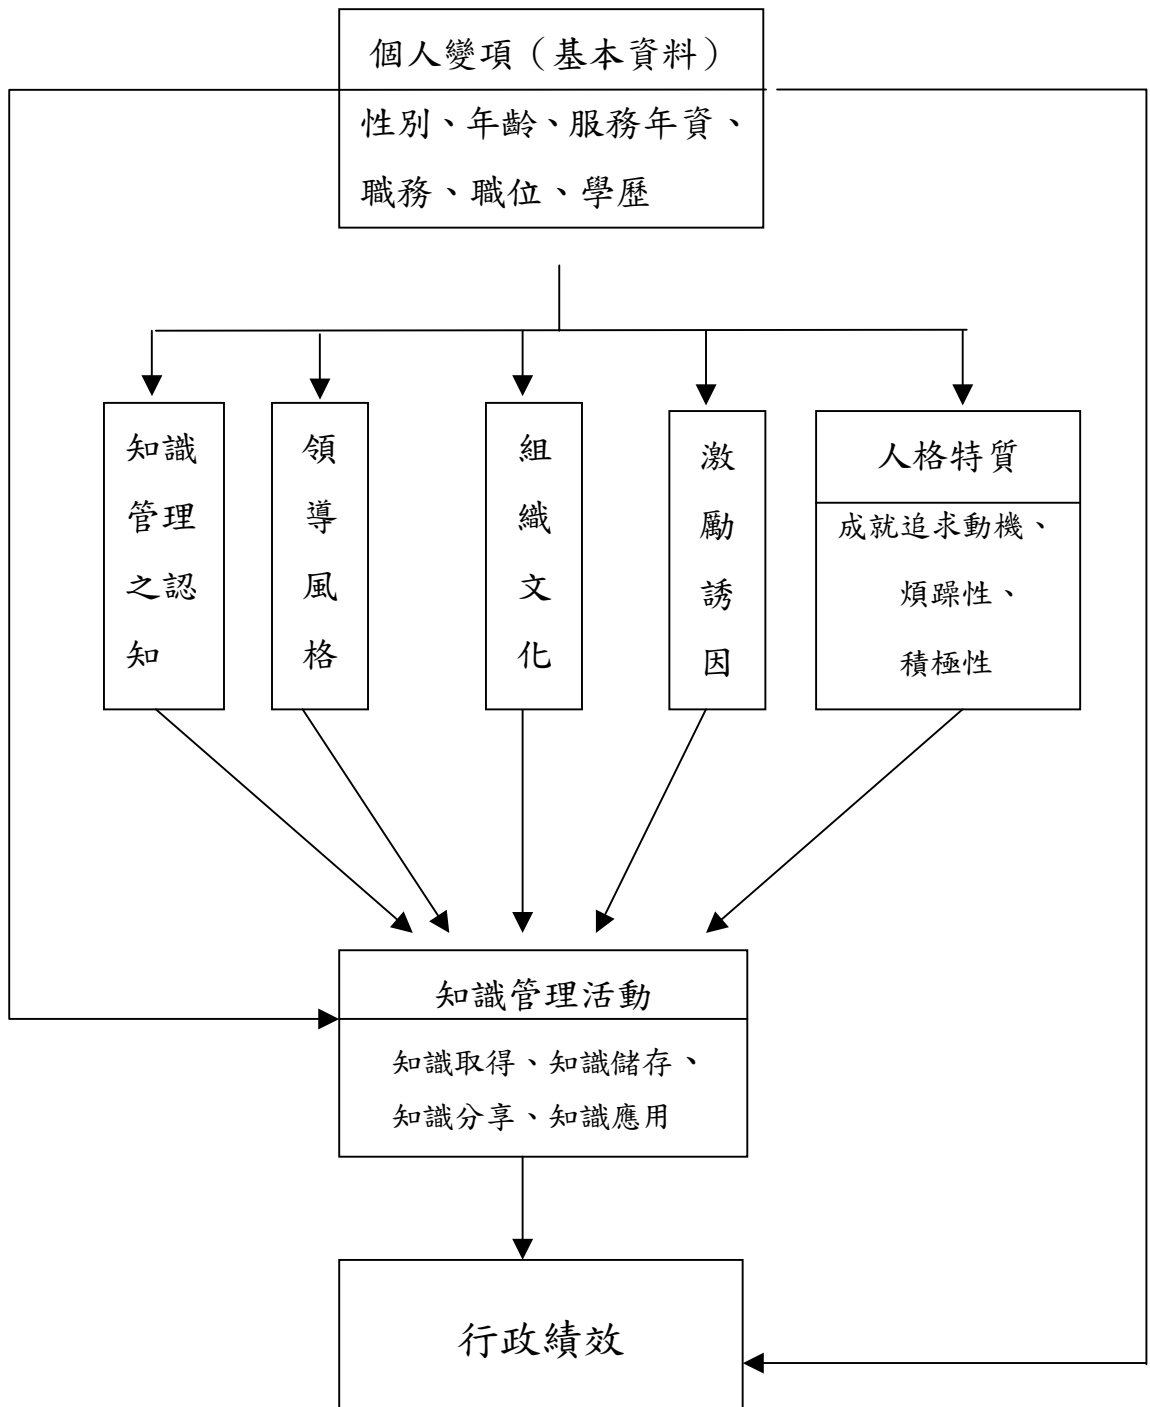 個人變項（基本資料）
性別、年齡、服務年資、
職務、職位、學歷
知識
管理
之認
知
領
導
風
格
組
織
文
化
激
勵
誘
因
人格特質
成就追求動機、
煩躁性、
積極性
知識管理活動
知識取得、知識儲存、
知識分享、知識應用
行政績效